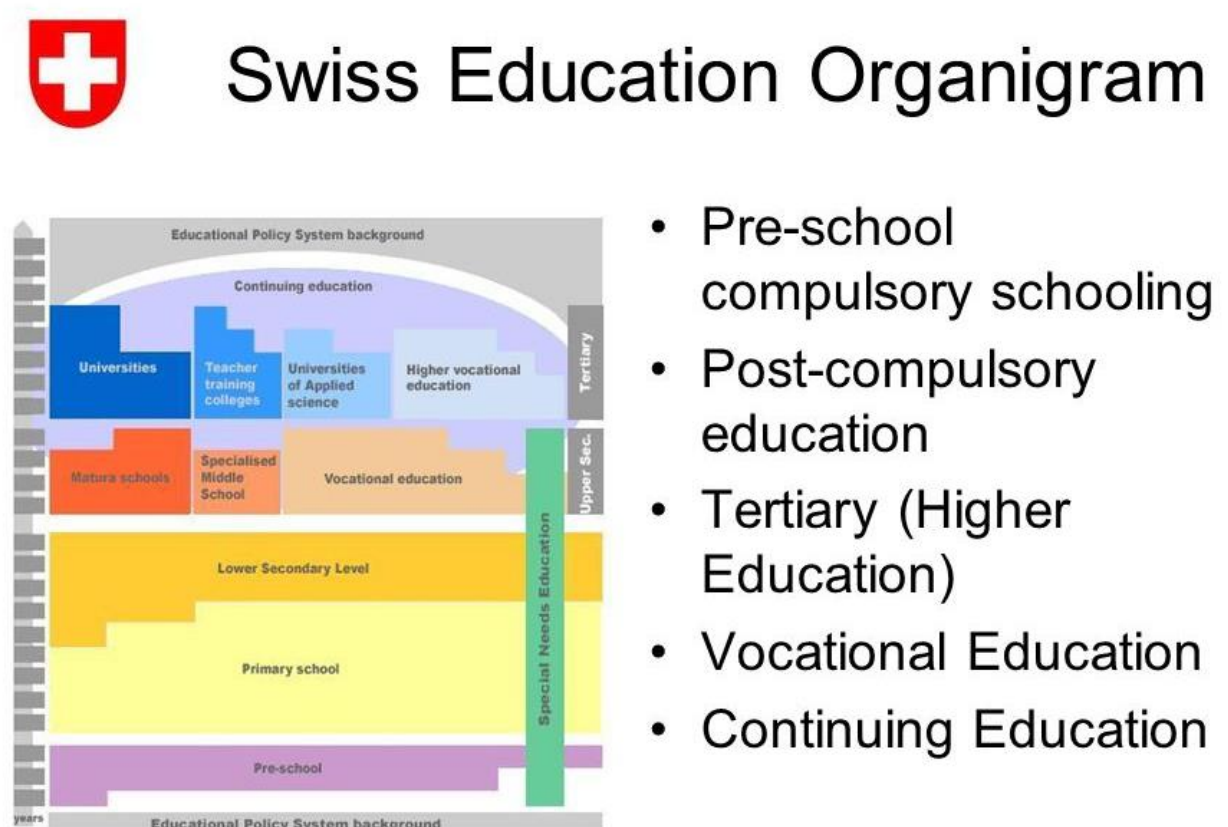 Swiss Education Organigram
Educational Policy System background
Continuing education
Universities
Teacher
training
colleges
Universities
of Applied
science
Higher vocational
education
Tertiary
Matura schools
Specialised
Middle
School
Vocational education
Upper Sec.
Lower Secondary Level
Special Needs Education
Primary school
Pre-school
years
Educational Policy System background
• Pre-school
compulsory schooling
• Post-compulsory
education
• Tertiary (Higher
Education)
• Vocational Education
• Continuing Education